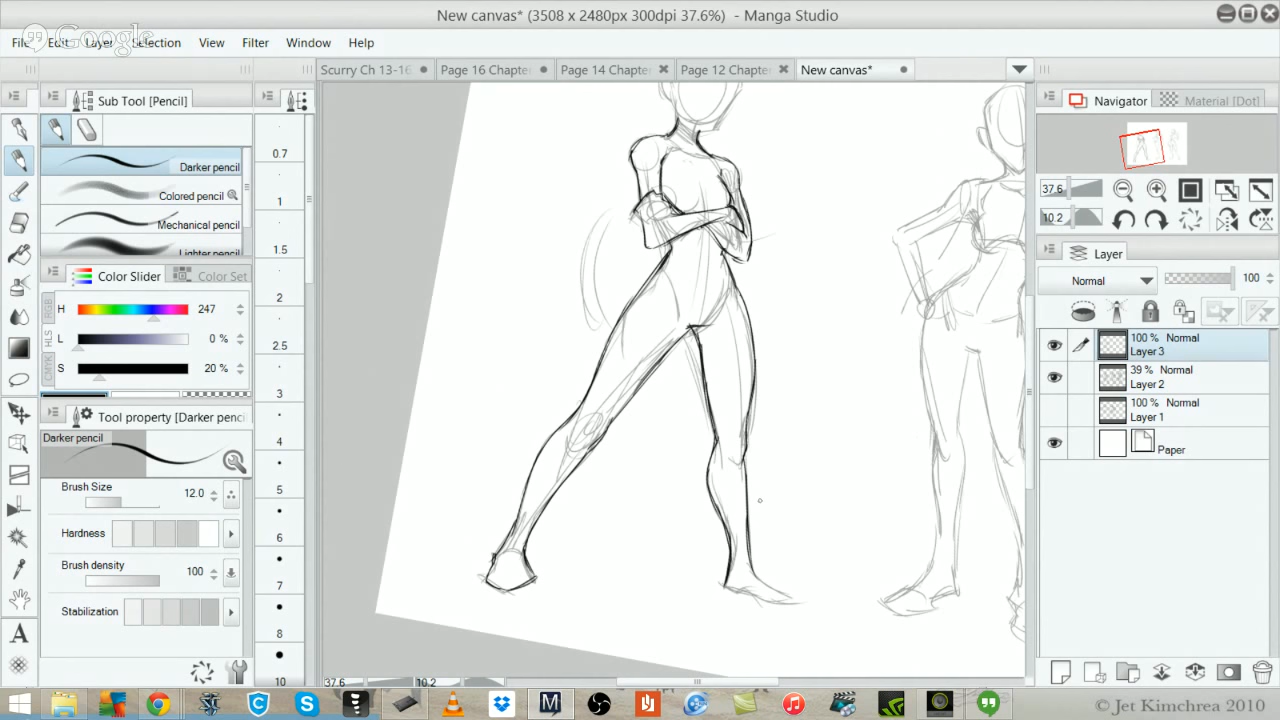 New canvas* (3508 x 2480px 300dpi 37.6%) - Manga Studio
File Edit Layer Selection View Filter Window Help
Google
Scurry Ch 13-16 Page 16 Chapte Page 14 Chapte Page 12 Chapte New canvas*
Sub Tool [Pencil]
Darker pencil
Colored pencil
Mechanical pencil
Lighter pencil
Color Slider Color Set
H 247
L 0 %
S 20 %
HLS
CMYK
Tool property [Darker penci
Darker pencil
Brush Size 12.0
Hardness
Brush density 100
Stabilization
0.7
1
1.5
2
2.5
3
4
5
6
7
8
10
37.6 10.2
Navigator Material [Dot]
37.6
10.2
Layer
Normal 100
100 % Normal
Layer 3
39 % Normal
Layer 2
100 % Normal
Layer 1
Paper
© Jet Kimchrea 2010